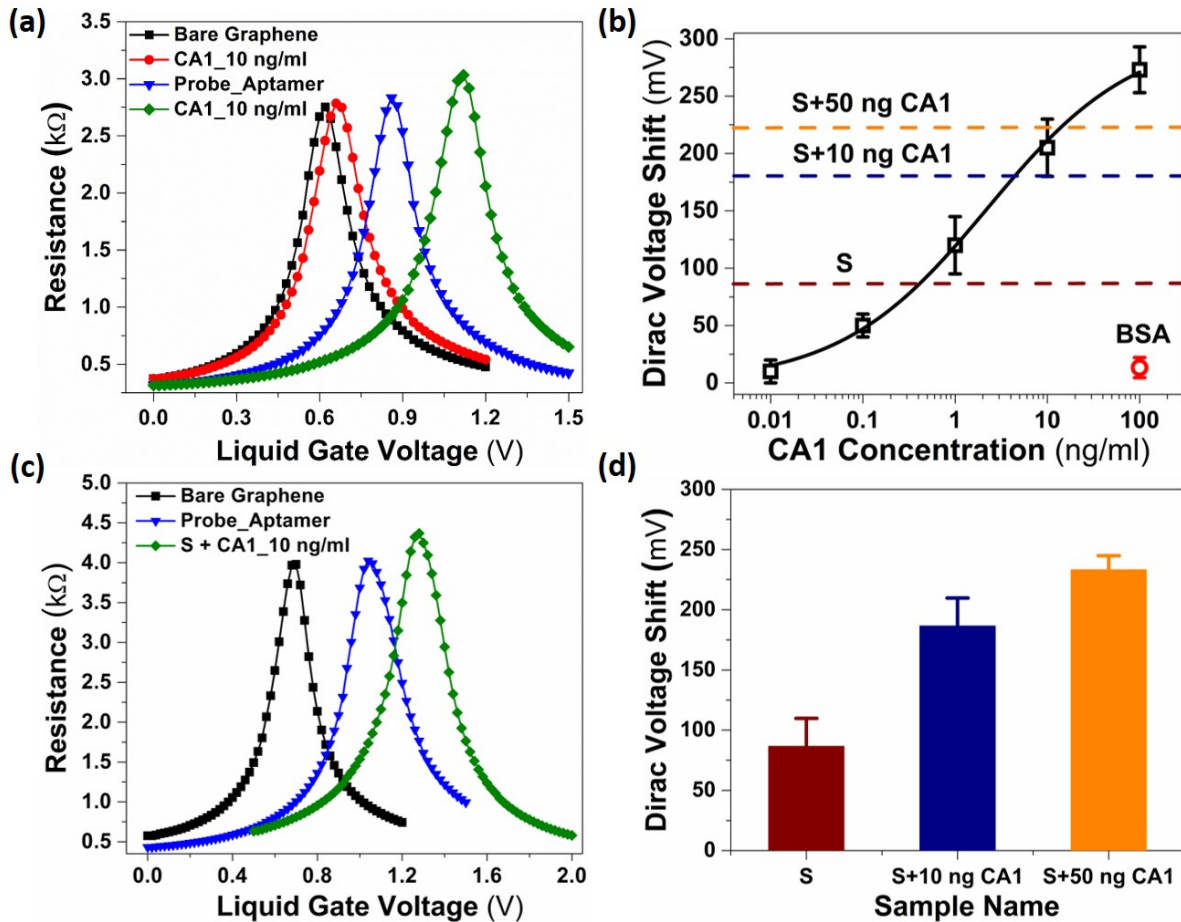 (a)
3.5
3.0
2.5
2.0
1.5
1.0
0.5
Resistance (kΩ)
Bare Graphene
CA1_10 ng/ml
Probe_Aptamer
CA1_10 ng/ml
0.0 0.3 0.6 0.9 1.2 1.5
Liquid Gate Voltage (V)
(b)
300
250
200
150
100
50
0
Dirac Voltage Shift (mV)
S+50 ng CA1
S+10 ng CA1
S
BSA
0.01 0.1 1 10 100
CA1 Concentration (ng/ml)
(c)
5.0
4.5
4.0
3.5
3.0
2.5
2.0
1.5
1.0
0.5
Resistance (kΩ)
Bare Graphene
Probe_Aptamer
S + CA1_10 ng/ml
0.0 0.4 0.8 1.2 1.6 2.0
Liquid Gate Voltage (V)
(d)
300
250
200
150
100
50
0
Dirac Voltage Shift (mV)
S S+10 ng CA1 S+50 ng CA1
Sample Name